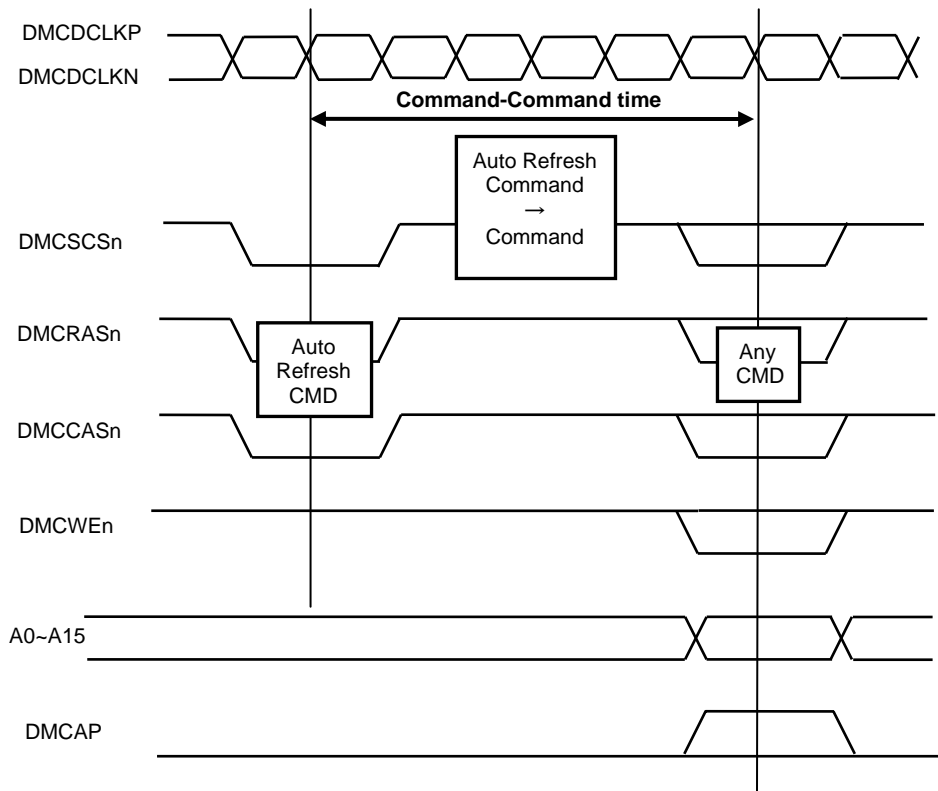 DMCDCLKP
DMCDCLKN
Command-Command time
Auto Refresh
Command
→
Command
DMCSCSn
DMCRASn
Auto
Refresh
CMD
Any
CMD
DMCCASn
DMCWEn
A0~A15
DMCAP